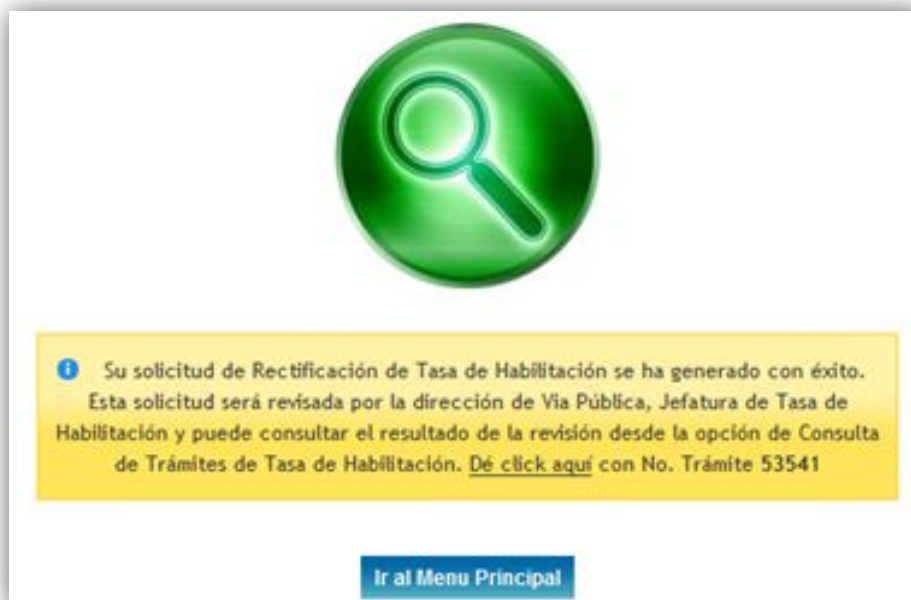 Su solicitud de Rectificación de Tasa de Habilitación se ha generado con éxito.
Esta solicitud será revisada por la dirección de Via Pública, Jefatura de Tasa de
Habilitación y puede consultar el resultado de la revisión desde la opción de Consulta
de Trámites de Tasa de Habilitación. Dé click aquí con No. Trámite 53541
Ir al Menu Principal